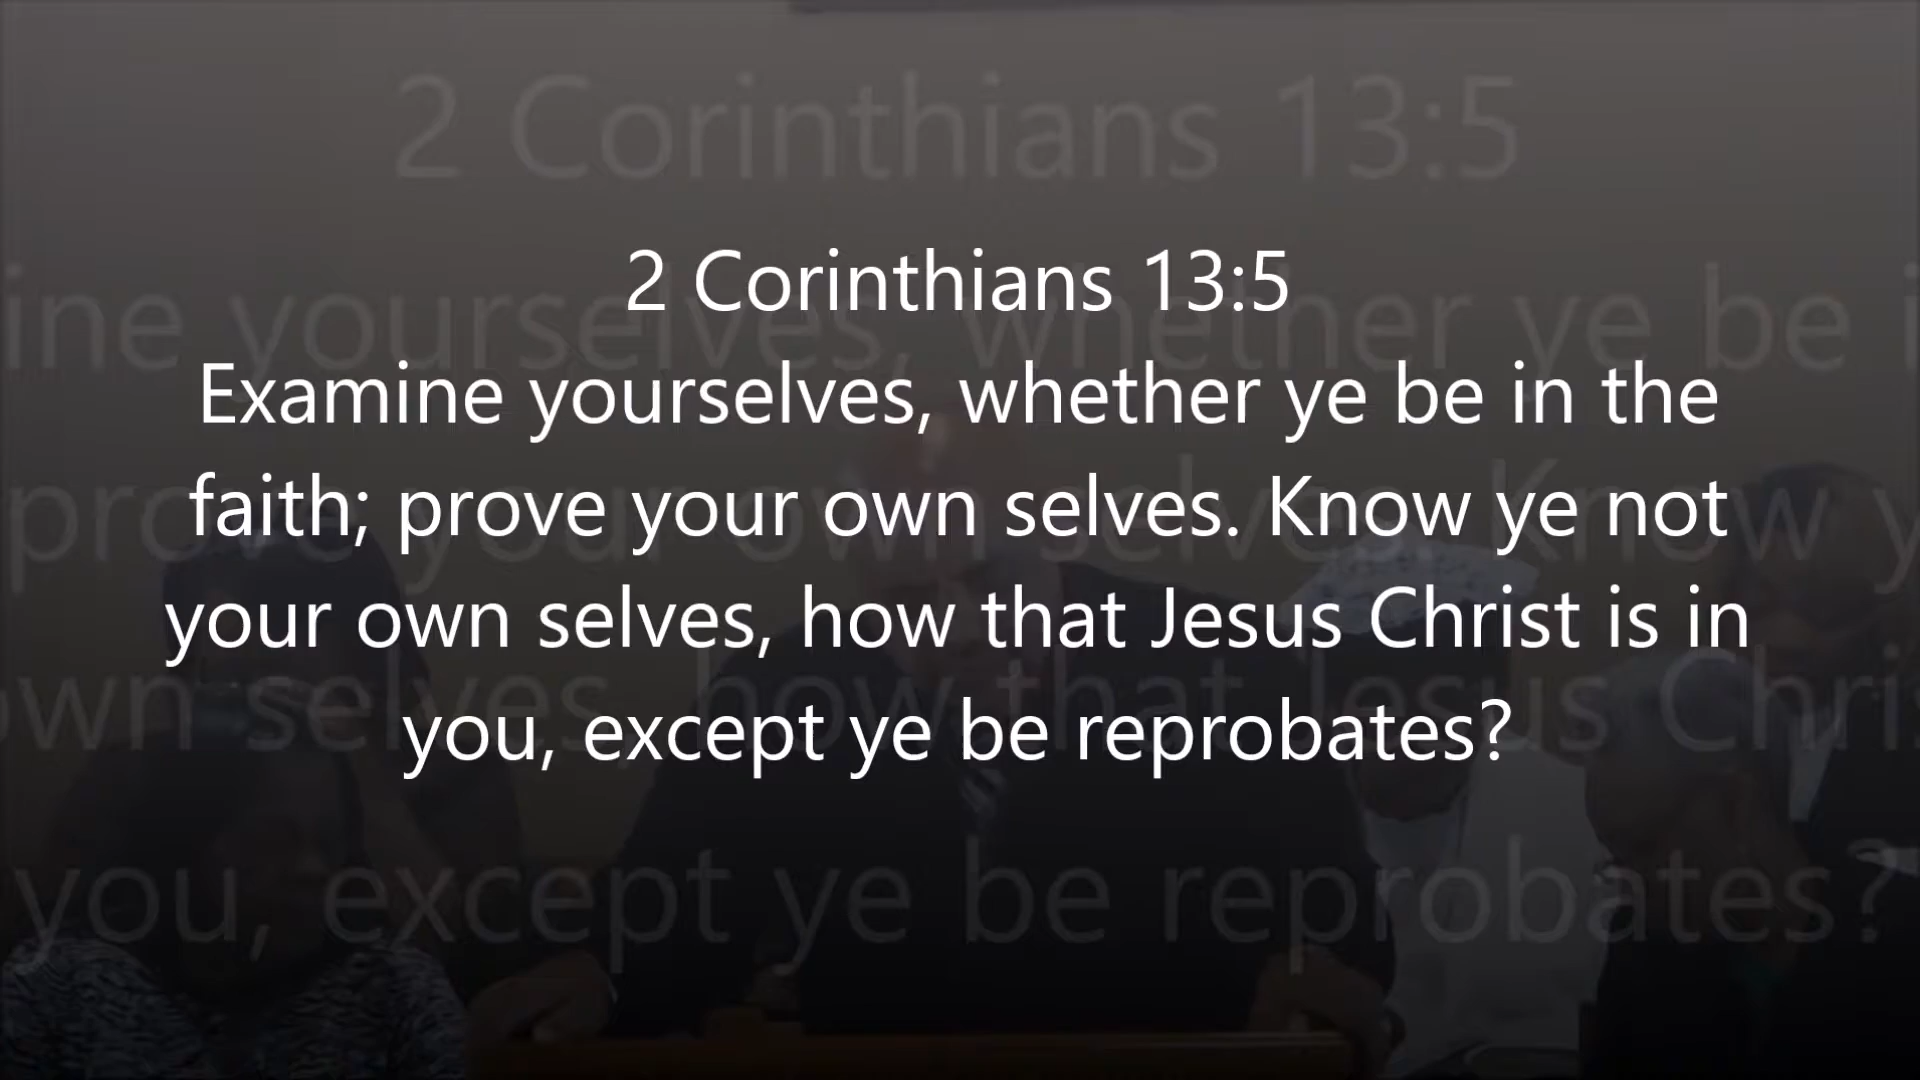 2 Corinthians 13:5
Examine yourselves, whether ye be in the
faith; prove your own selves. Know ye not
your own selves, how that Jesus Christ is in
you, except ye be reprobates?